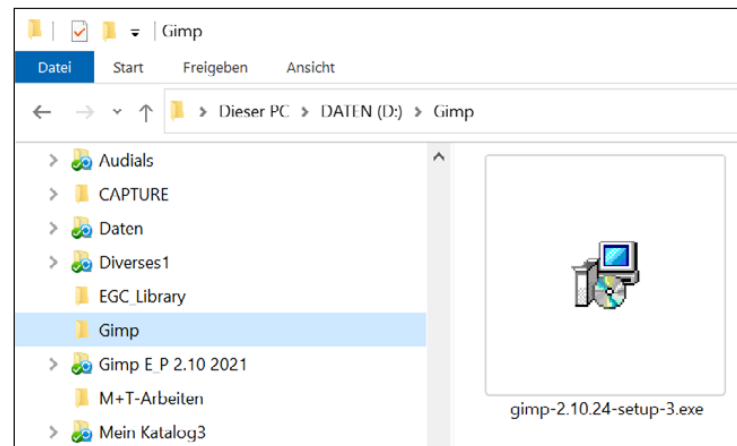 Gimp
Datei Start Freigeben Ansicht
Dieser PC > DATEN (D:) > Gimp
Audials
CAPTURE
Daten
Diverses1
EGC_Library
Gimp
Gimp E_P 2.10 2021
M+T-Arbeiten
Mein Katalog3
gimp-2.10.24-setup-3.exe